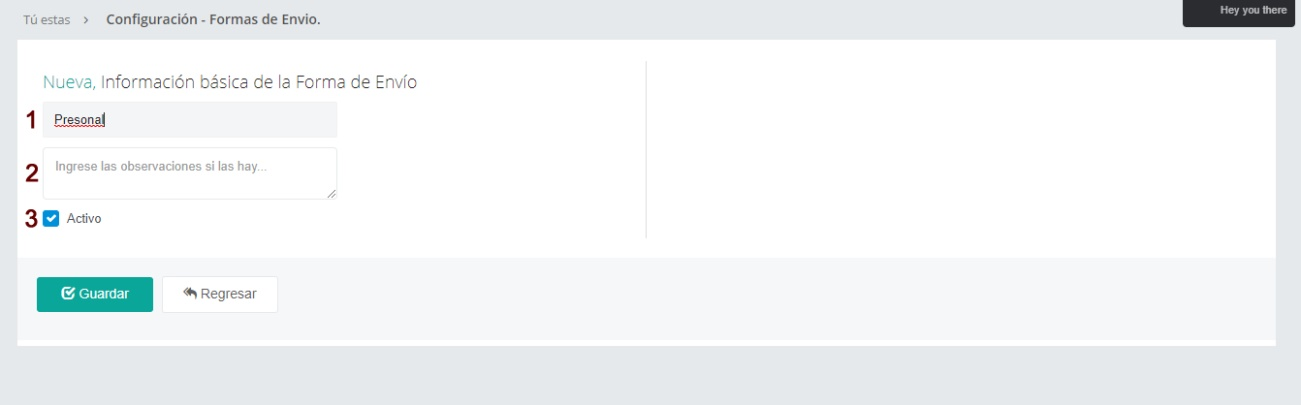 Tú estas > Configuración - Formas de Envio.
Hey you there
Nueva, Información básica de la Forma de Envío
1 Presonal
2 Ingrese las observaciones si las hay...
3 Activo
Guardar Regresar